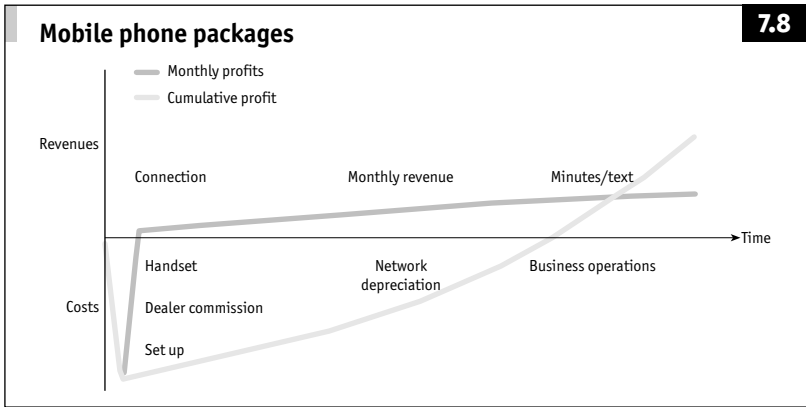 Mobile phone packages
7.8
Monthly profits
Cumulative profit
Revenues
Connection
Monthly revenue
Minutes/text
Time
Handset
Network
depreciation
Business operations
Costs
Dealer commission
Set up